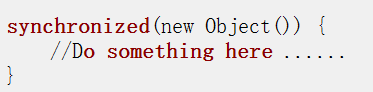 synchronized(new Object()) {
    //Do something here ......
}